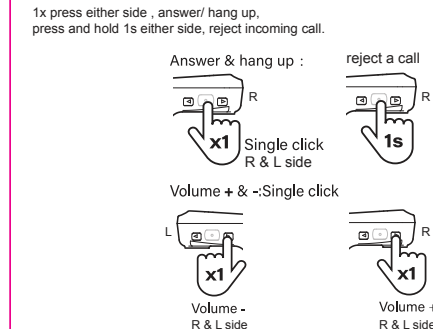 1x press either side , answer/ hang up,
press and hold 1s either side, reject incoming call.
Answer & hang up :
reject a call
R
R
x1
1s
Single click
R & L side
Volume + & -:Single click
L
R
x1
x1
Volume -
R & L side
Volume +
R & L side